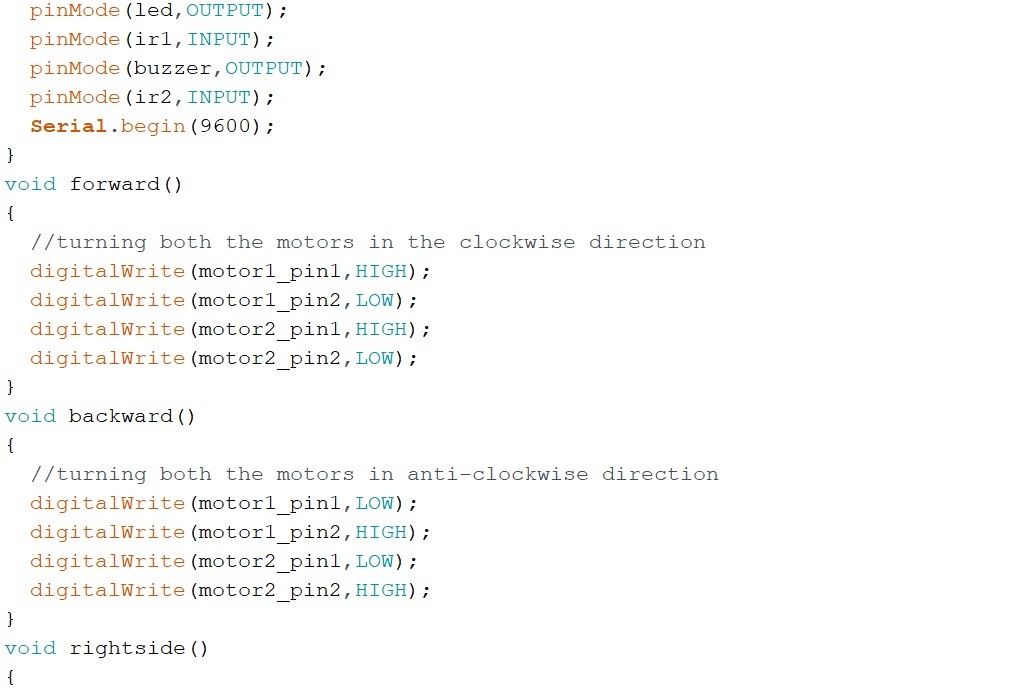 pinMode(led,OUTPUT);
pinMode(ir1,INPUT);
pinMode(buzzer,OUTPUT);
pinMode(ir2,INPUT);
Serial.begin(9600);
}
void forward()
{
//turning both the motors in the clockwise direction
digitalWrite(motor1_pin1,HIGH);
digitalWrite(motor1_pin2,LOW);
digitalWrite(motor2_pin1,HIGH);
digitalWrite(motor2_pin2,LOW);
}
void backward()
{
//turning both the motors in anti-clockwise direction
digitalWrite(motor1_pin1,LOW);
digitalWrite(motor1_pin2,HIGH);
digitalWrite(motor2_pin1,LOW);
digitalWrite(motor2_pin2,HIGH);
}
void rightside()
{